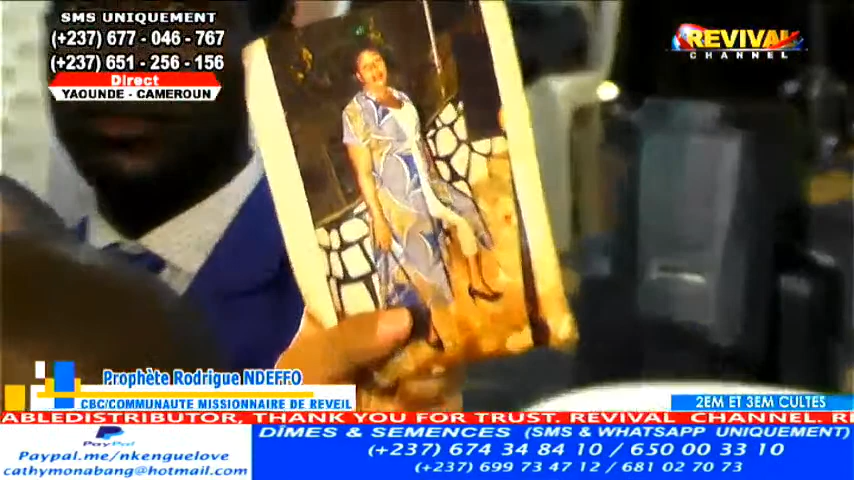 SMS UNIQUEMENT
(+237) 677 - 046 - 767
(+237) 651 - 256 - 156
Direct
YAOUNDE - CAMEROUN
REVIVAL
CHANNEL
Prophète Rodrigue NDEFFO
CBC/COMMUNAUTE MISSIONNAIRE DE REVEIL
2EM ET 3EM CULTES
ABLEDISTRIBUTOR, THANK YOU FOR TRUST. REVIVAL CHANNEL. RE
PayPal
Paypal.me/nkenguelove
cathymonabang@hotmail.com
DÎMES & SEMENCES (SMS & WHATSAPP UNIQUEMENT)
(+237) 674 34 84 10 / 650 00 33 10
(+237) 699 73 47 12 / 681 02 70 73